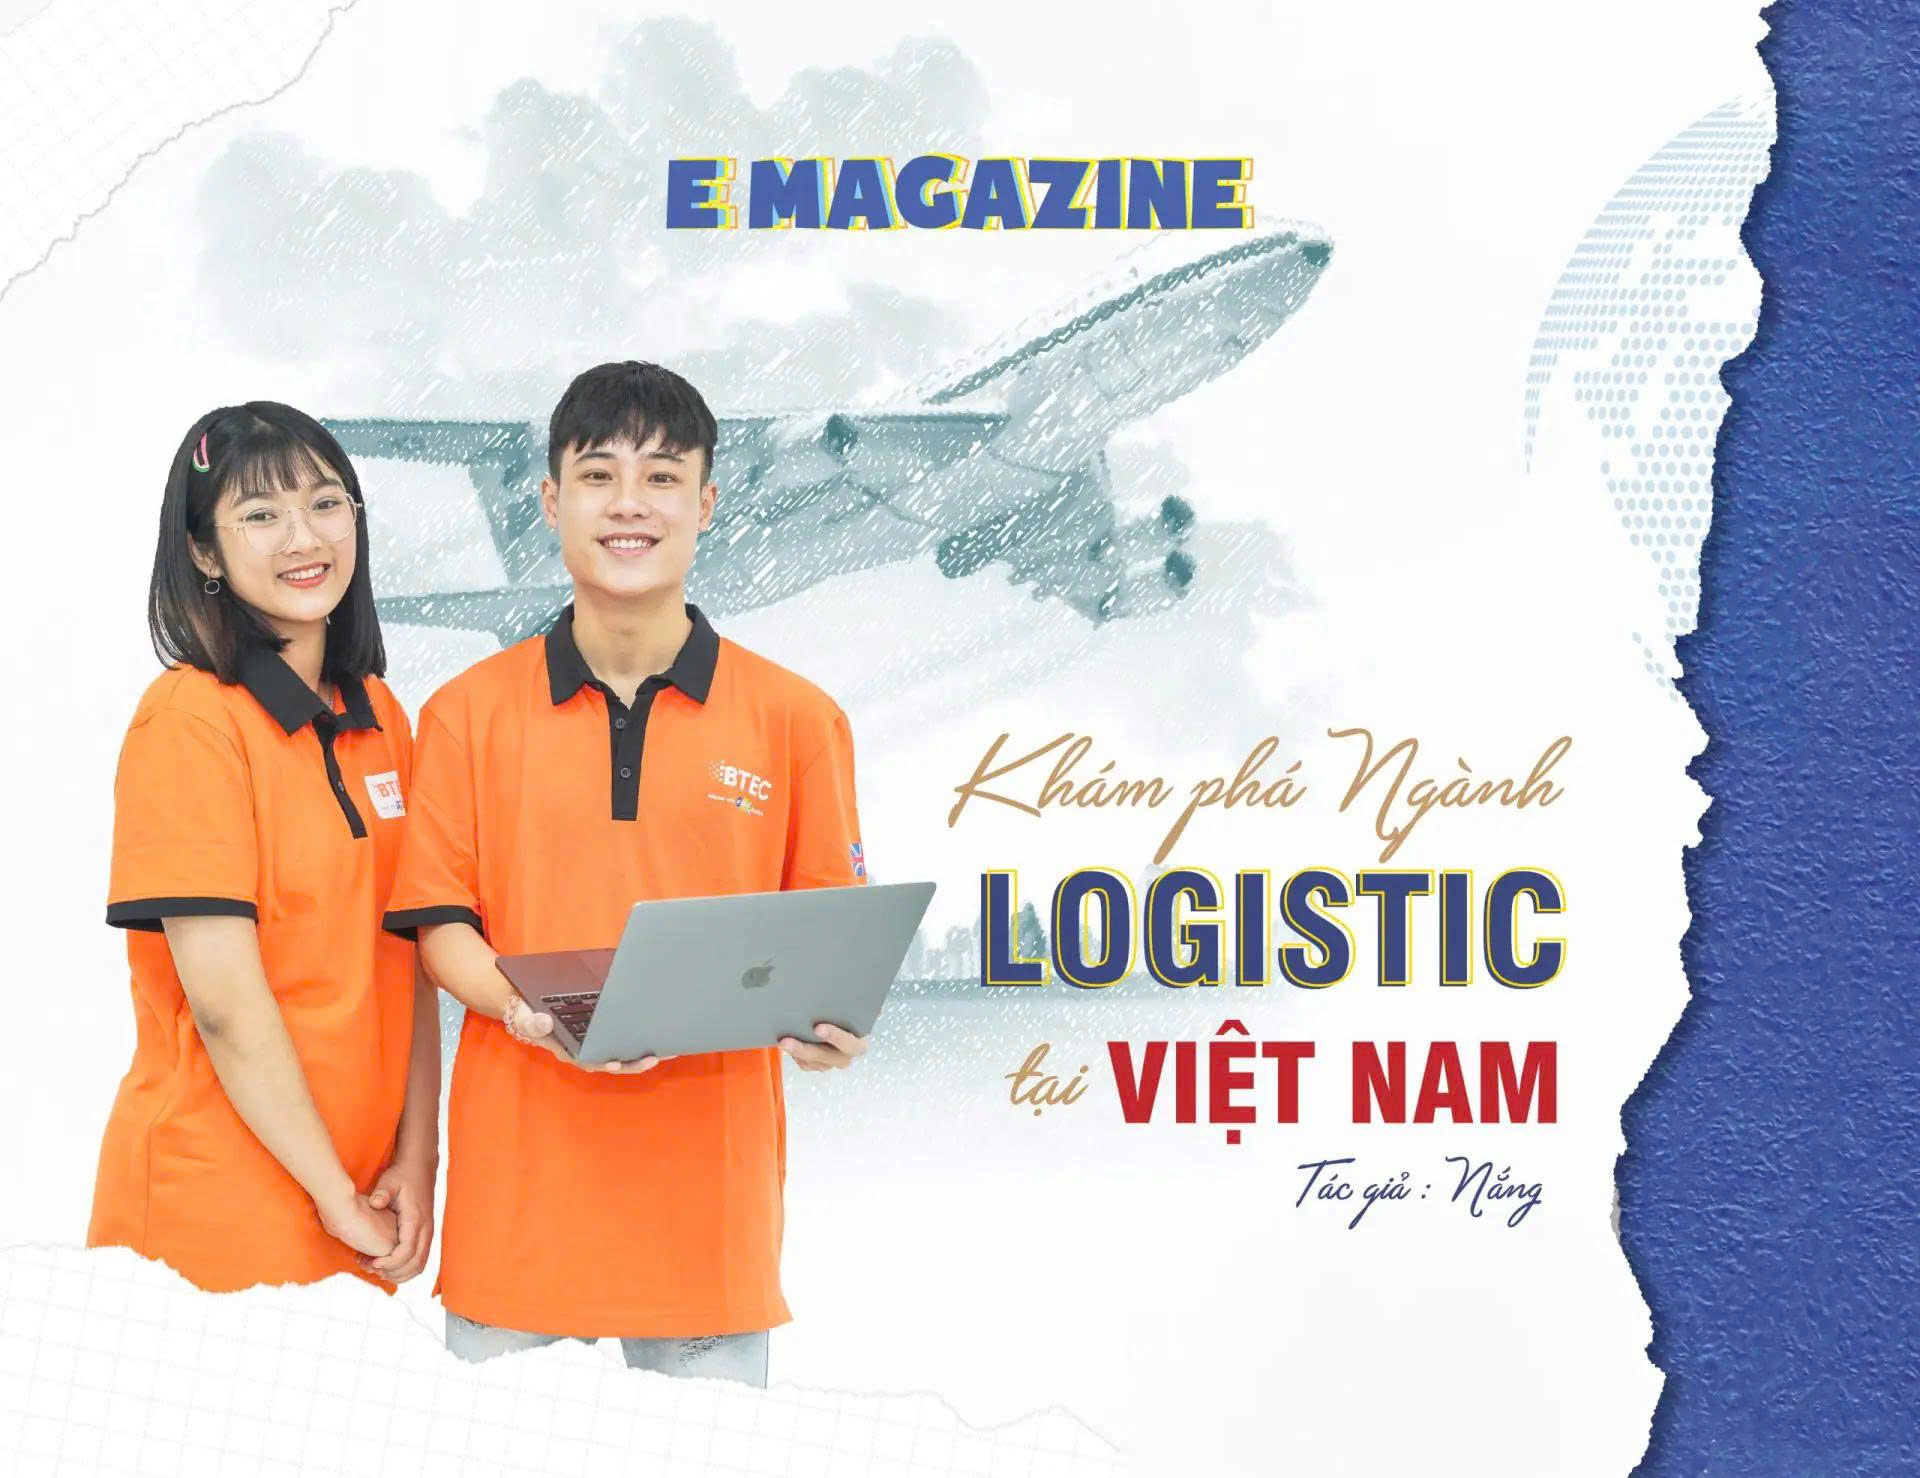 E MAGAZINE
BTEC
Khám phá Ngành
LOGISTIC
tại VIỆT NAM
Tác giả : Nắng